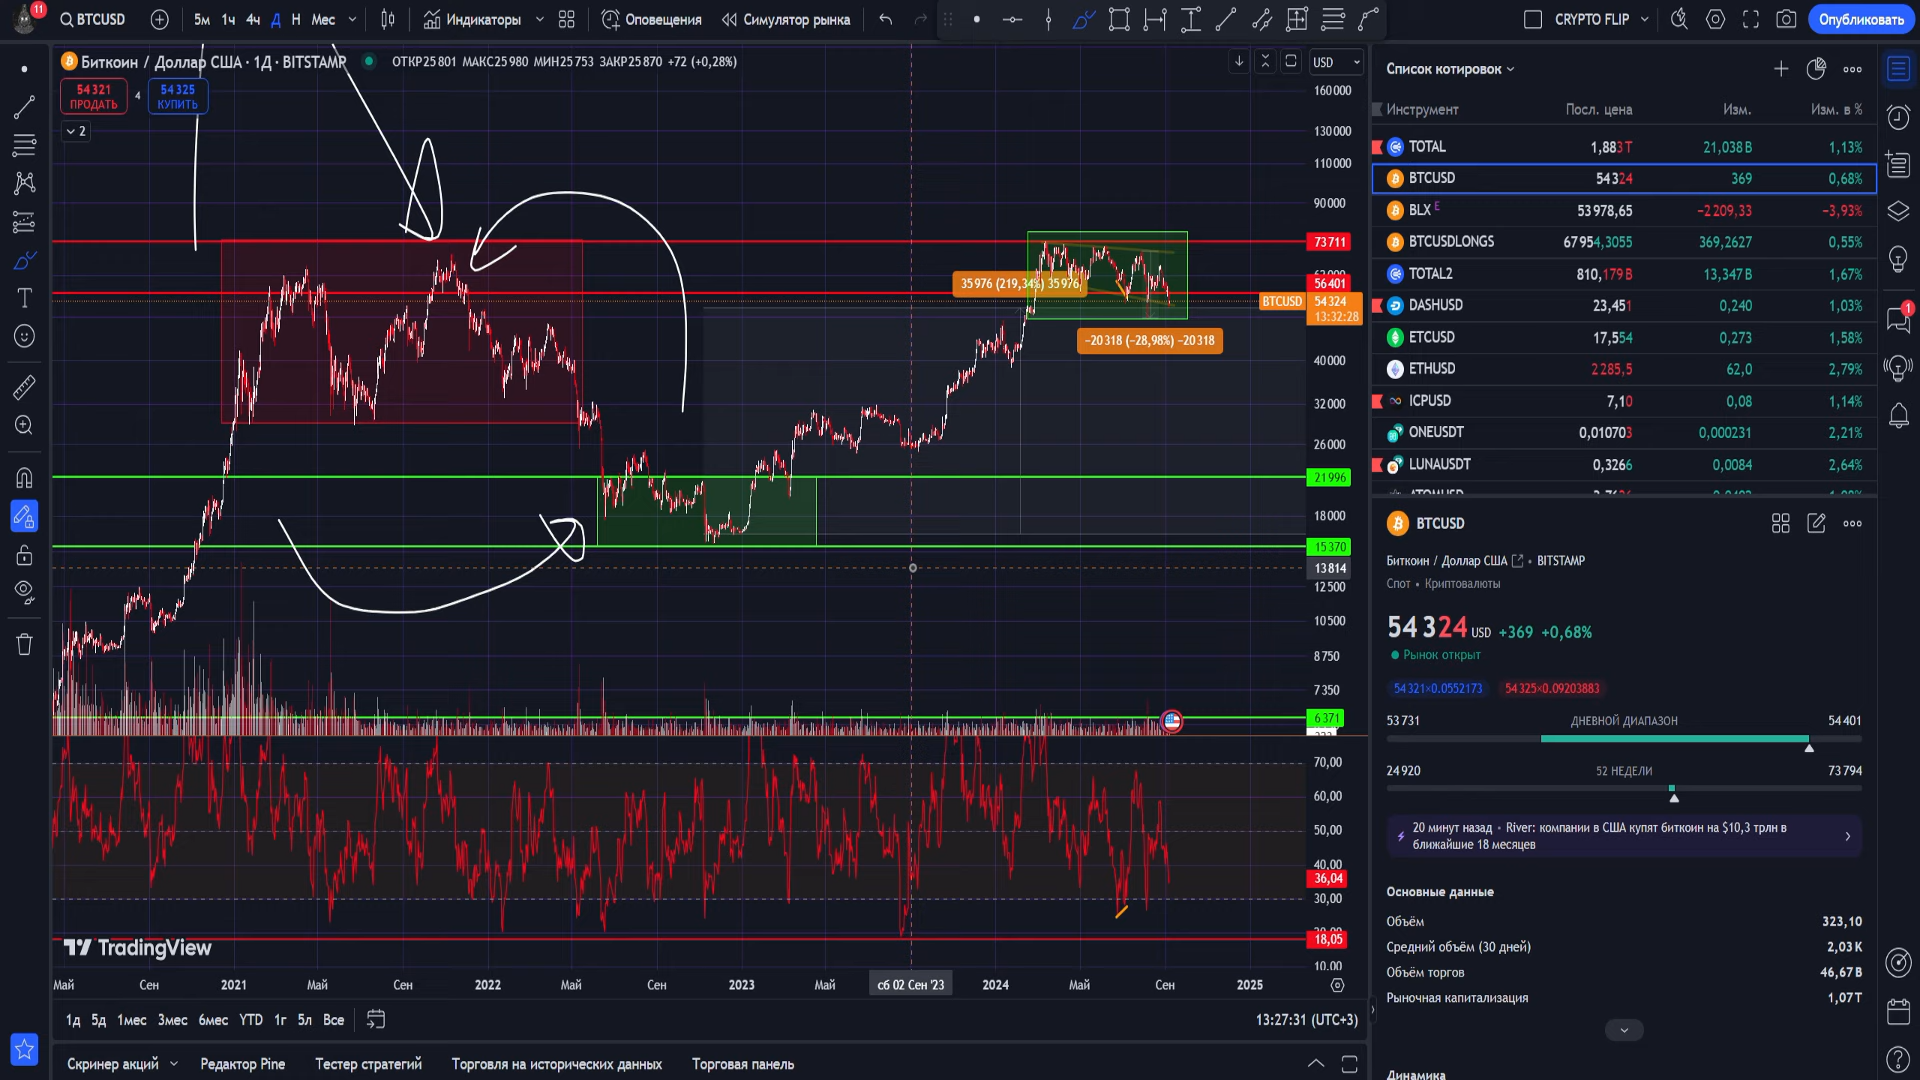 11
BTCUSD
5м 1ч 4ч Д Н Мес
Индикаторы
Оповещения
Симулятор рынка
CRYPTO FLIP
Опубликовать
Биткоин / Доллар США · 1Д · BITSTAMP
ОТКР25801 МАКС25980 МИН25753 ЗАКР25870 +72 (+0,28%)
USD
54321
ПРОДАТЬ
4
54325
КУПИТЬ
2
160000
130000
110000
90000
73711
56401
BTCUSD
54324
13:32:28
40000
32000
26000
21996
18000
15370
13814
12500
10500
8750
7350
6371
35976 (219,34%) 35976
−20318 (−28,98%) −20318
70,00
60,00
50,00
40,00
36,04
30,00
18,05
10,00
TradingView
Май Сен 2021 Май Сен 2022 Май Сен 2023 Май сб 02 Сен '23 2024 Май Сен 2025
1д 5д 1мес 3мес 6мес YTD 1г 5л Все
13:27:31 (UTC+3)
Скринер акций Редактор Pine Тестер стратегий Торговля на исторических данных Торговая панель
Список котировок
Инструмент Посл. цена Изм. Изм. в %
TOTAL 1,883T 21,038B 1,13%
BTCUSD 54324 369 0,68%
BLX E 53978,65 −2209,33 −3,93%
BTCUSDLONGS 67954,3055 369,2627 0,55%
TOTAL2 810,179B 13,347B 1,67%
DASHUSD 23,451 0,240 1,03%
ETCUSD 17,554 0,273 1,58%
ETHUSD 2285,5 62,0 2,79%
ICPUSD 7,10 0,08 1,14%
ONEUSDT 0,010703 0,000231 2,21%
LUNAUSDT 0,3266 0,0084 2,64%
BTCUSD
Биткоин / Доллар США • BITSTAMP
Спот • Криптовалюты
54324 USD +369 +0,68%
Рынок открыт
54321×0.0552173 54325×0.09203883
53731 ДНЕВНОЙ ДИАПАЗОН 54401
24920 52 НЕДЕЛИ 73794
20 минут назад • River: компании в США купят биткоин на $10,3 трлн в
ближайшие 18 месяцев
Основные данные
Объём 323,10
Средний объём (30 дней) 2,03K
Объём торгов 46,67B
Рыночная капитализация 1,07T
Динамика
1